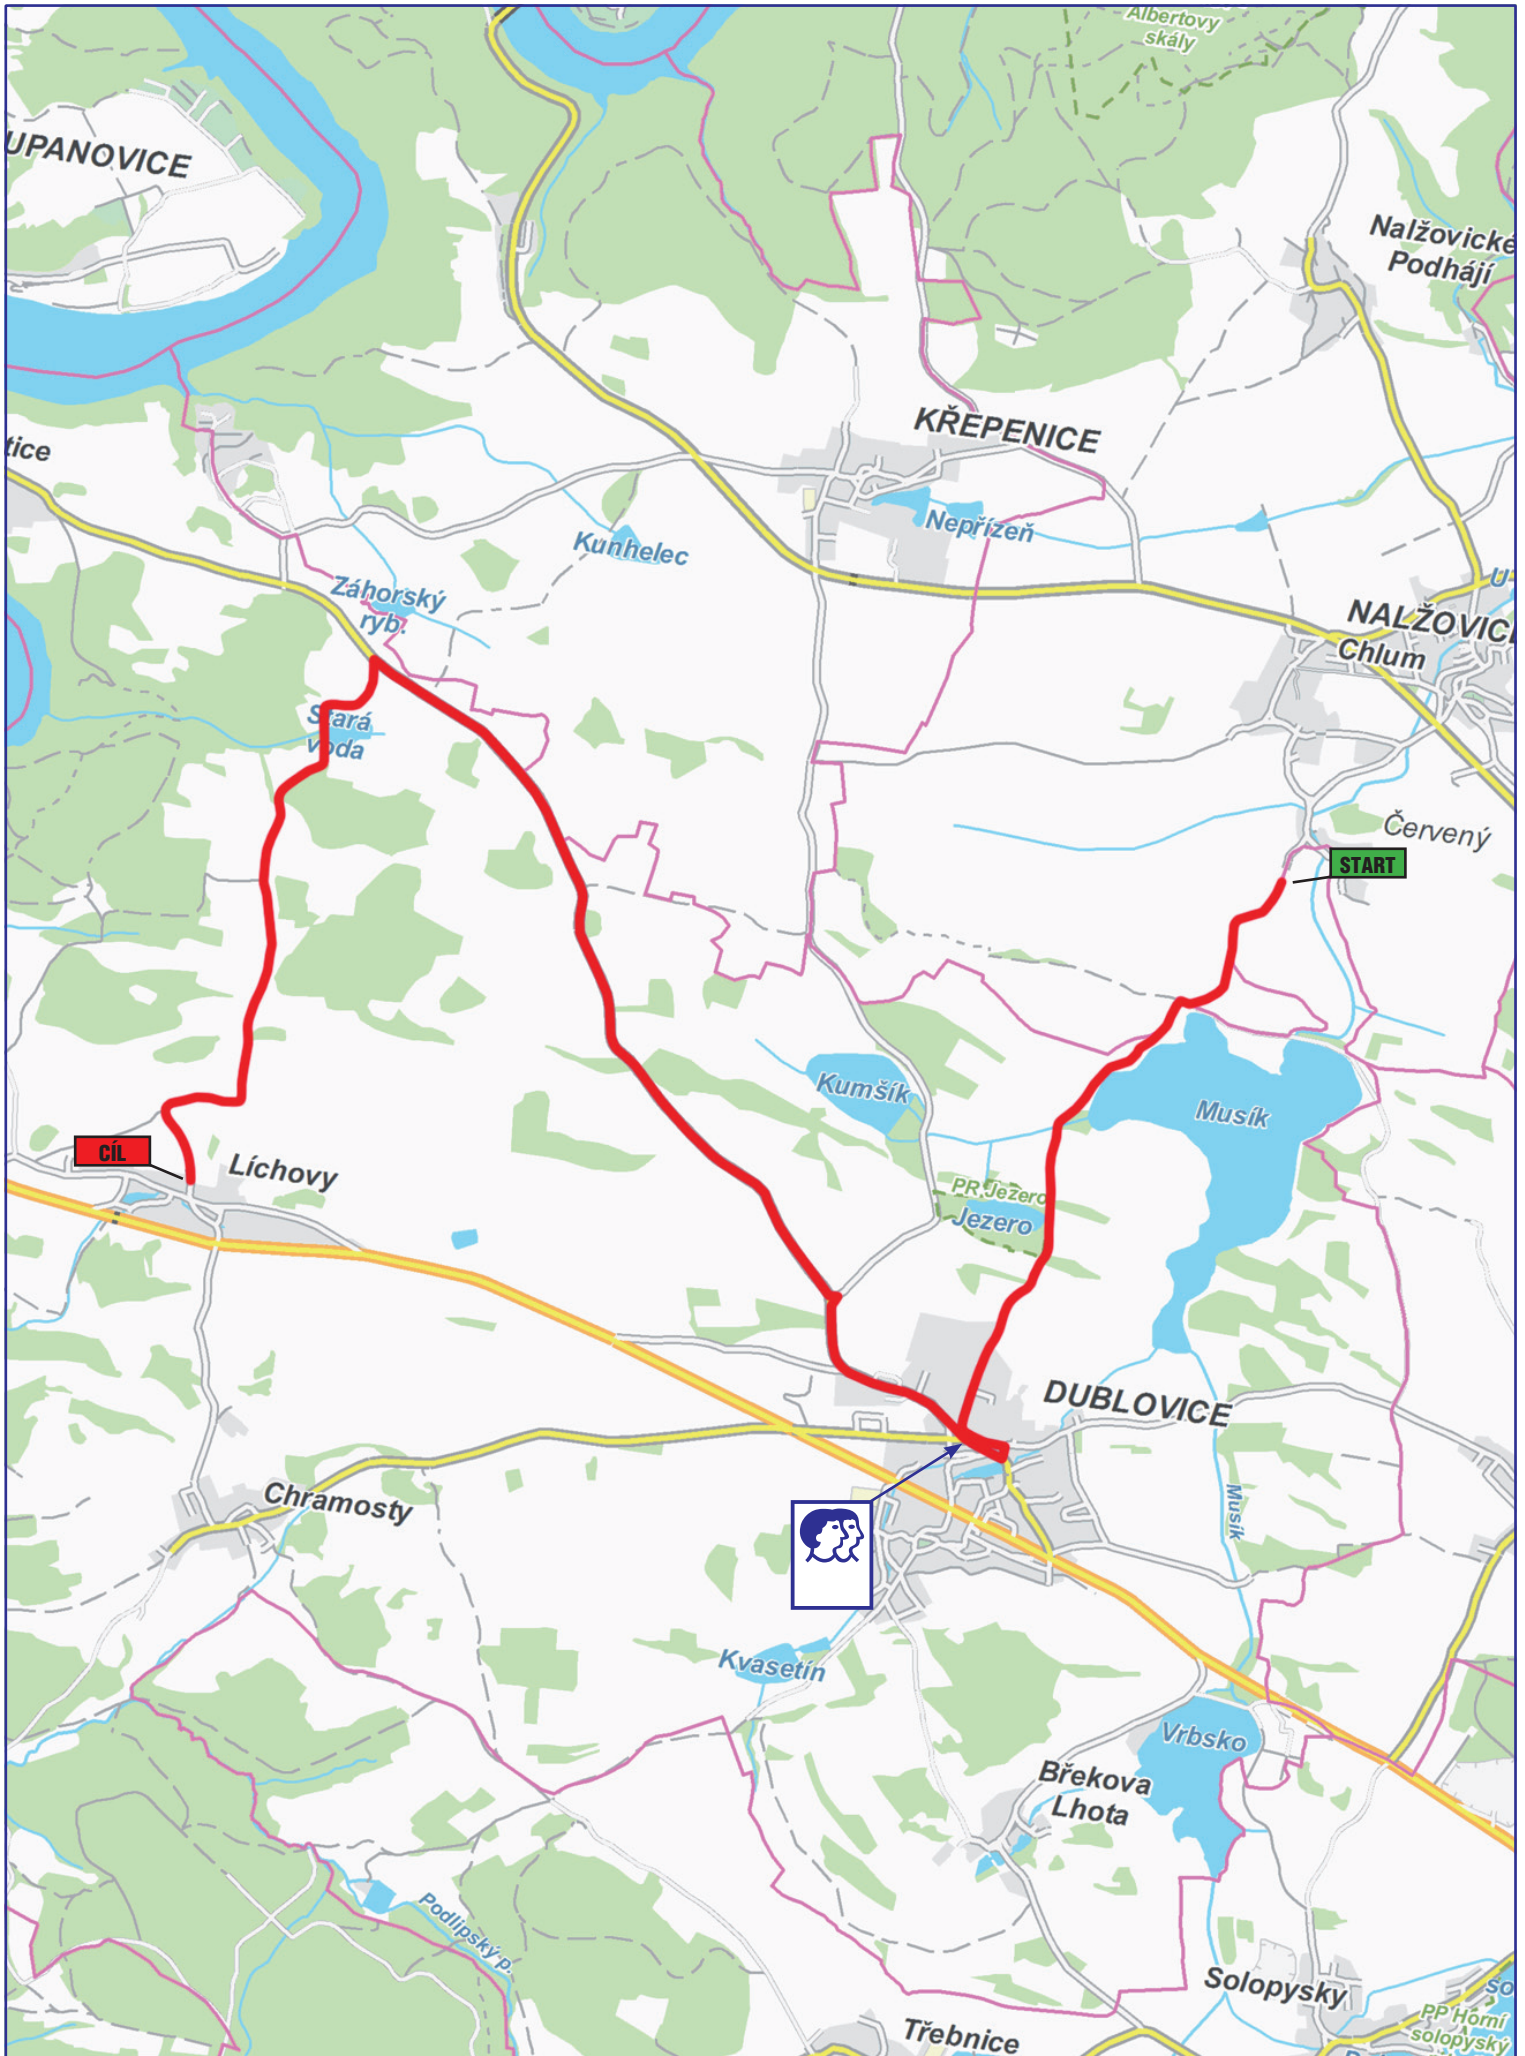 Albertovy
skály
UPANOVICE
Nalžovické
Podhájí
KŘEPENICE
tice
Nepřízeň
Kunhelec
U
Záhorský
ryb.
NALŽOVICE
Chlum
Stará
voda
Červený
START
Kumšík
Musík
CÍL
Líchovy
PR Jezero
Jezero
DUBLOVICE
Chramosty
Musík
Kvasetín
Vrbsko
Břekova
Lhota
Podlipský p.
Solopysky
so
PP Horní
solopyský
Třebnice